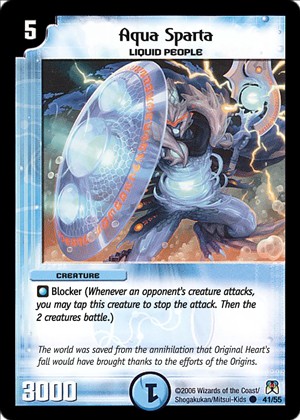 5
Aqua Sparta
LIQUID PEOPLE
CREATURE
Blocker (Whenever an opponent's creature attacks,
you may tap this creature to stop the attack. Then the
2 creatures battle.)
The world was saved from the annihilation that Original Heart's
fall would have brought thanks to the efforts of the Origins.
3000
©2006 Wizards of the Coast/
Shogakukan/Mitsui-Kids
41/55